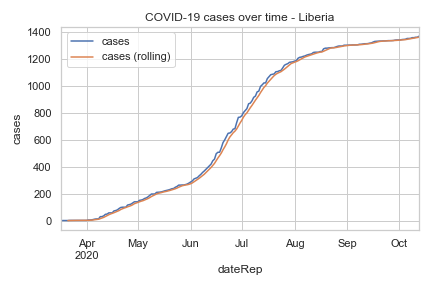 COVID-19 cases over time - Liberia
cases
cases (rolling)
cases
1400
1200
1000
800
600
400
200
0
Apr May Jun Jul Aug Sep Oct
2020
dateRep